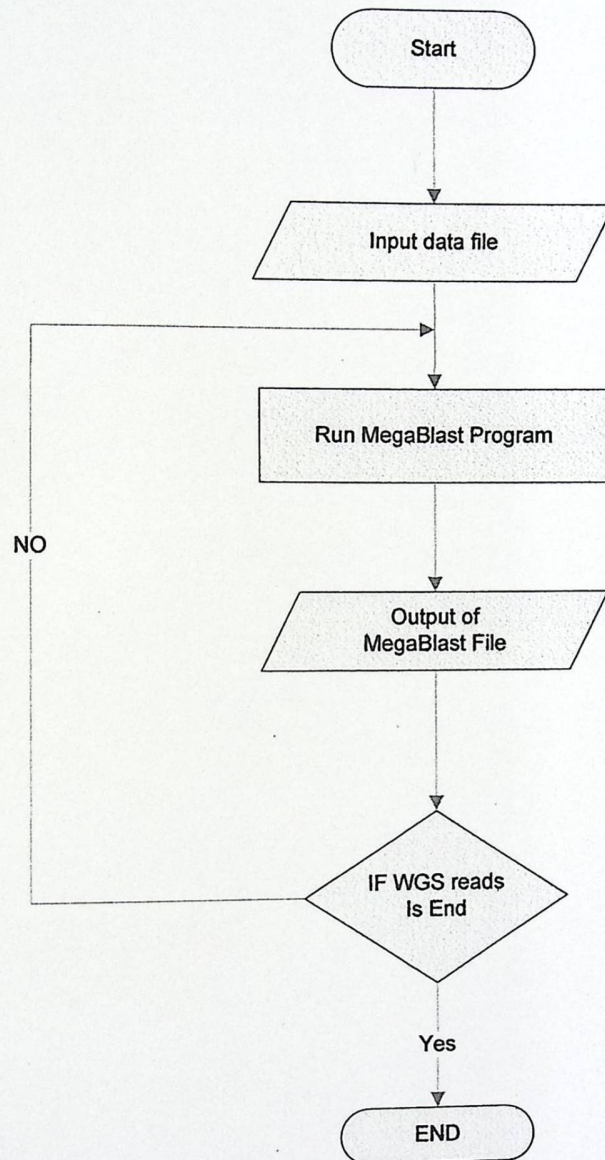 Start
Input data file
Run MegaBlast Program
NO
Output of
MegaBlast File
IF WGS reads
Is End
Yes
END